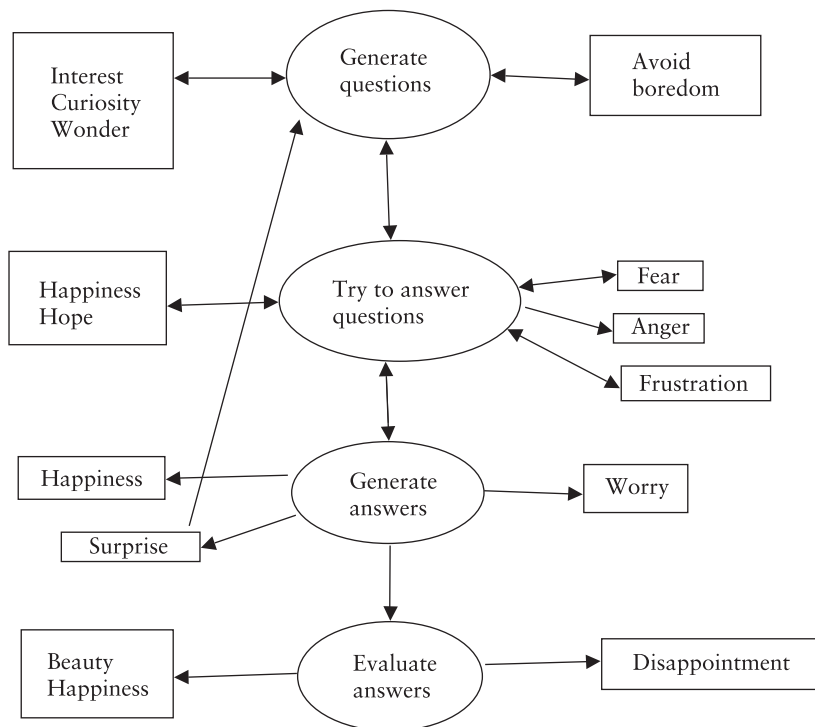 Interest
Curiosity
Wonder
Generate
questions
Avoid
boredom
Happiness
Hope
Try to answer
questions
Fear
Anger
Frustration
Happiness
Surprise
Generate
answers
Worry
Beauty
Happiness
Evaluate
answers
Disappointment